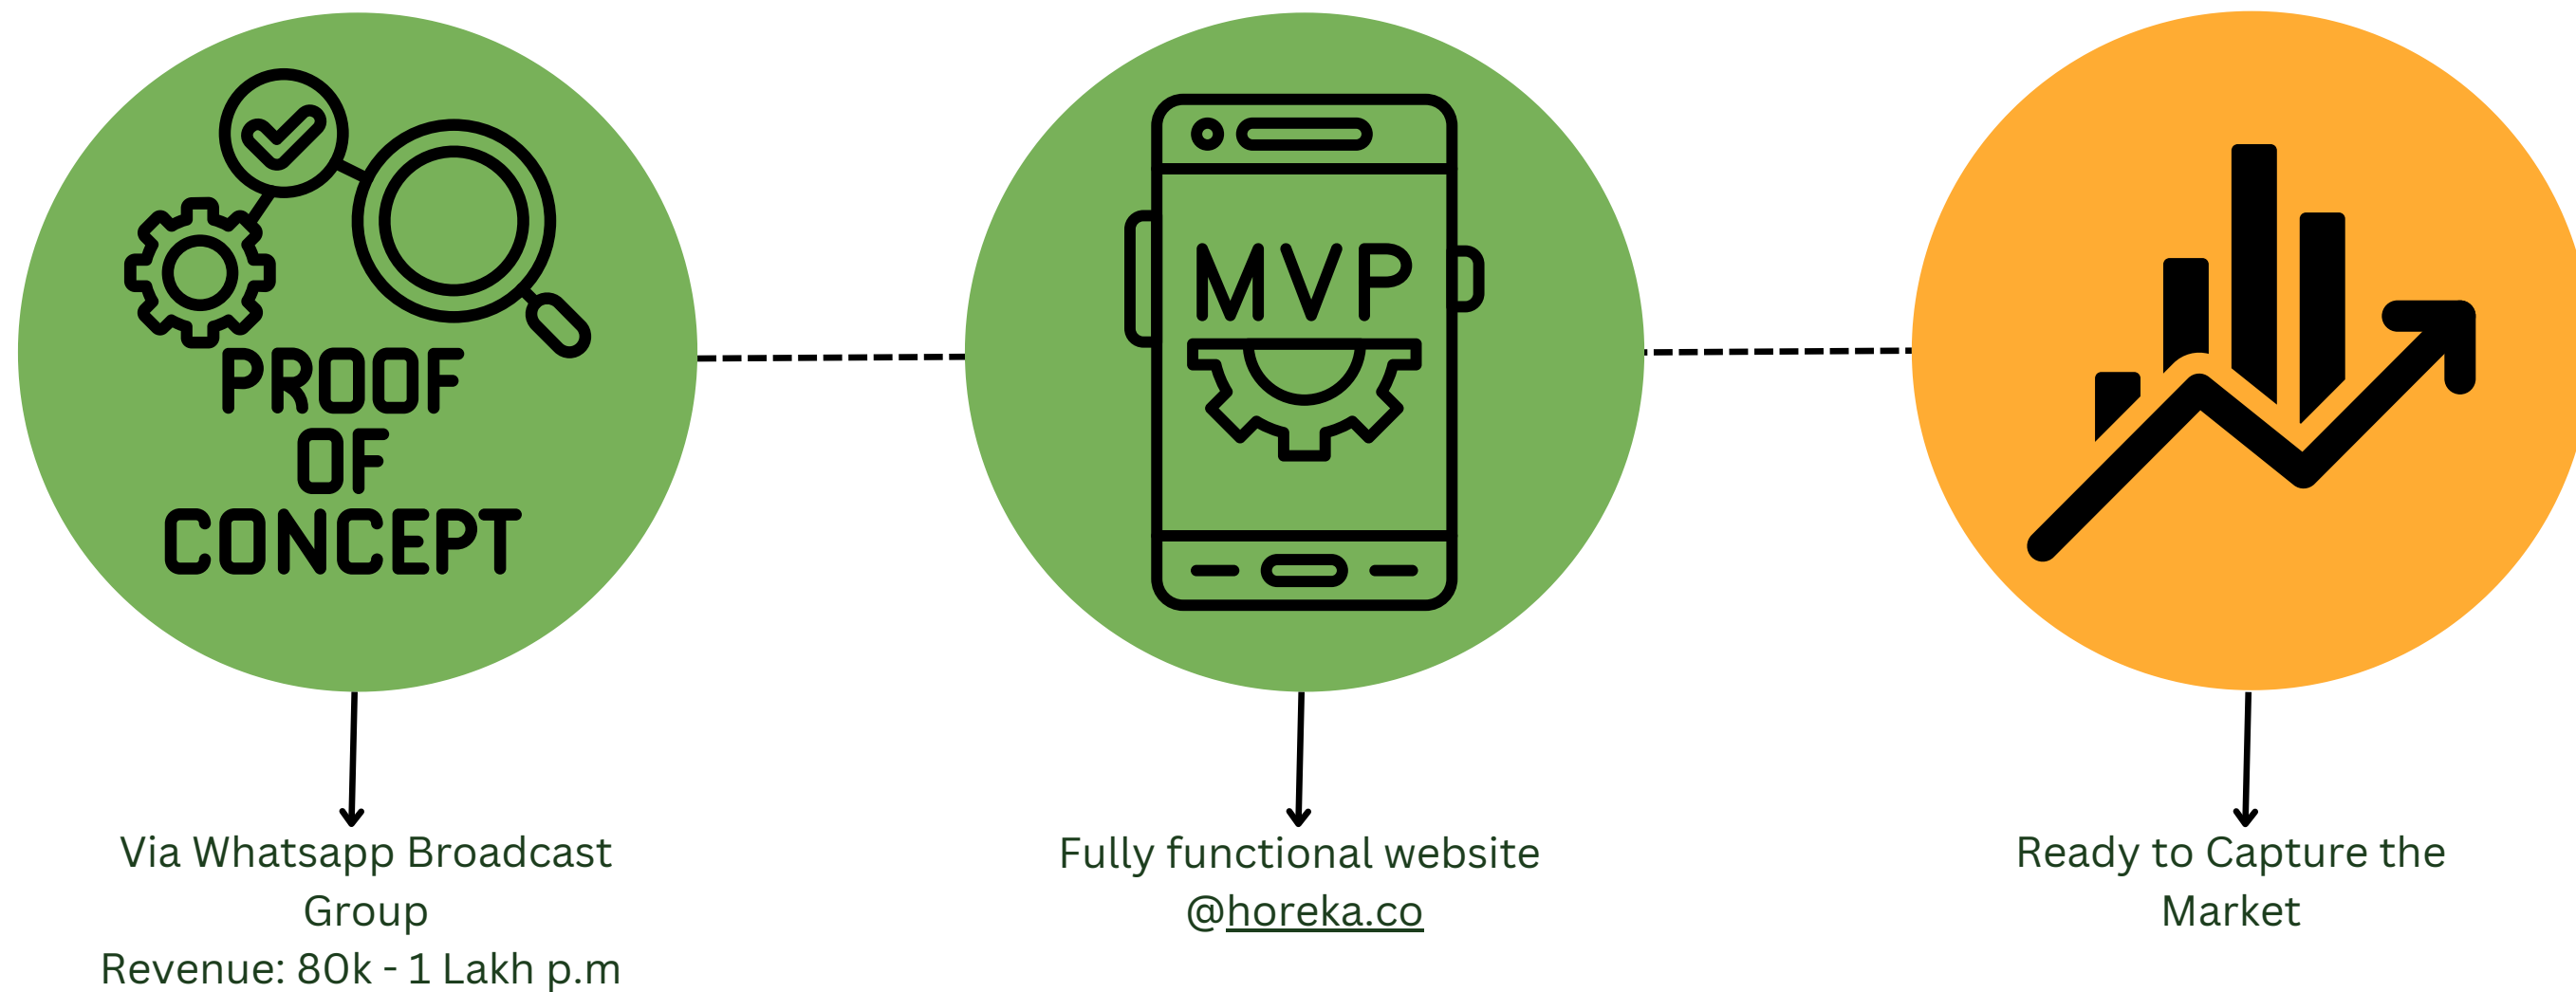 PROOF
OF
CONCEPT
Via Whatsapp Broadcast
Group
Revenue: 80k - 1 Lakh p.m
MVP
Fully functional website
@horeka.co
Ready to Capture the
Market